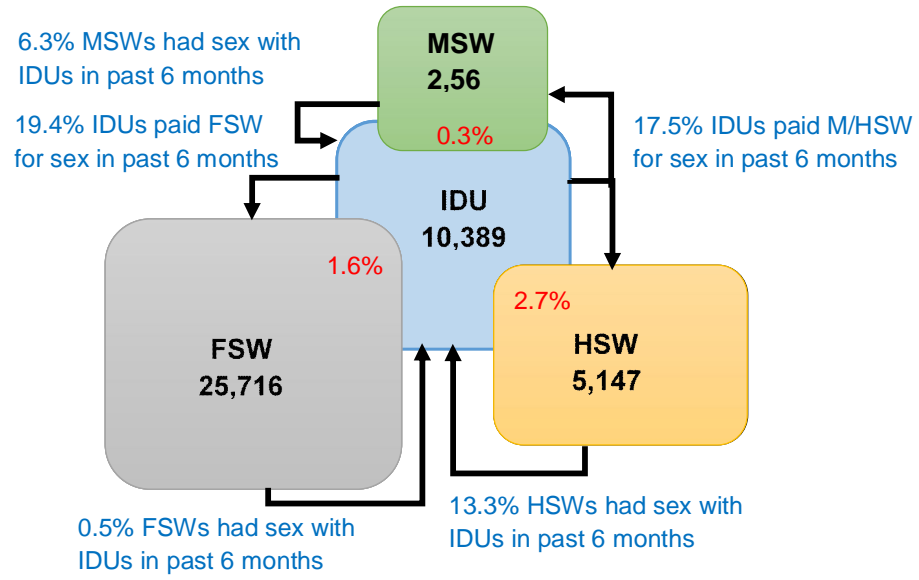 6.3% MSWs had sex with
IDUs in past 6 months
MSW
2,56
19.4% IDUs paid FSW
for sex in past 6 months
0.3%
17.5% IDUs paid M/HSW
for sex in past 6 months
IDU
10,389
1.6%
2.7%
FSW
25,716
HSW
5,147
0.5% FSWs had sex with
IDUs in past 6 months
13.3% HSWs had sex with
IDUs in past 6 months